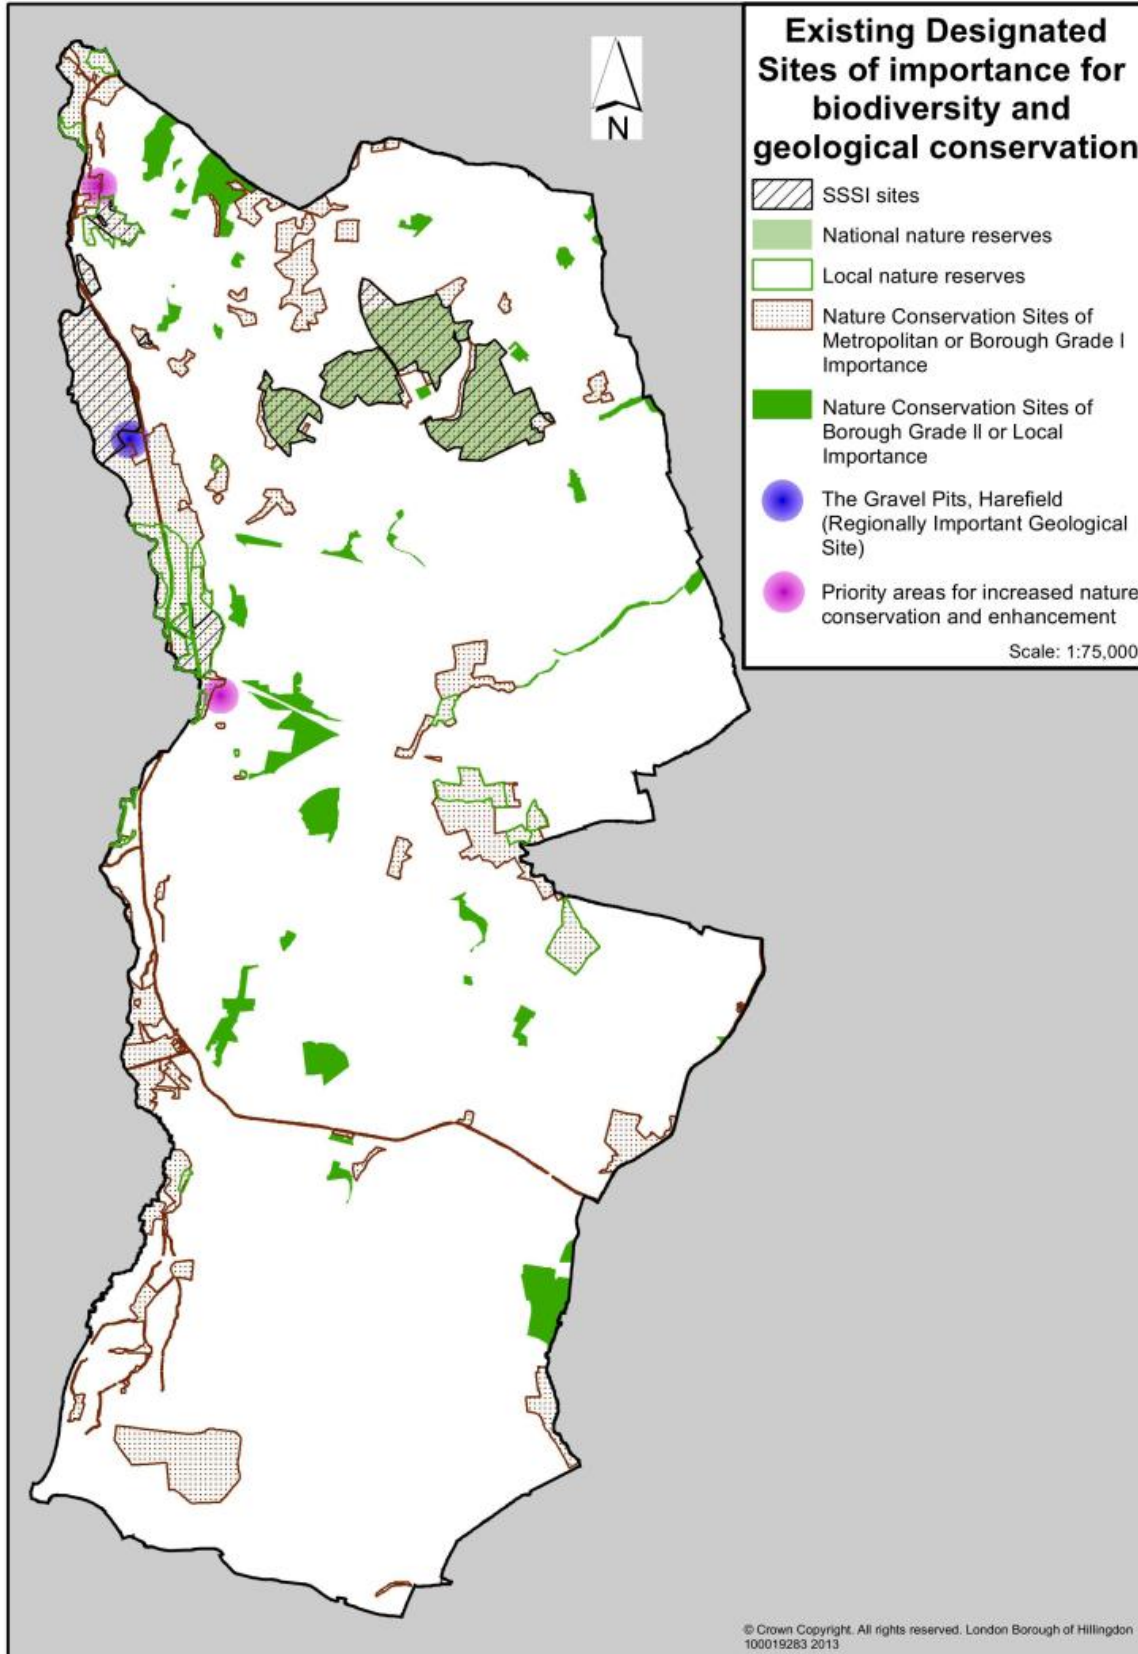 Existing Designated
Sites of importance for
biodiversity and
geological conservation
N
SSSI sites
National nature reserves
Local nature reserves
Nature Conservation Sites of
Metropolitan or Borough Grade I
Importance
Nature Conservation Sites of
Borough Grade II or Local
Importance
The Gravel Pits, Harefield
(Regionally Important Geological
Site)
Priority areas for increased nature
conservation and enhancement
Scale: 1:75,000
© Crown Copyright. All rights reserved. London Borough of Hillingdon
100019283 2013